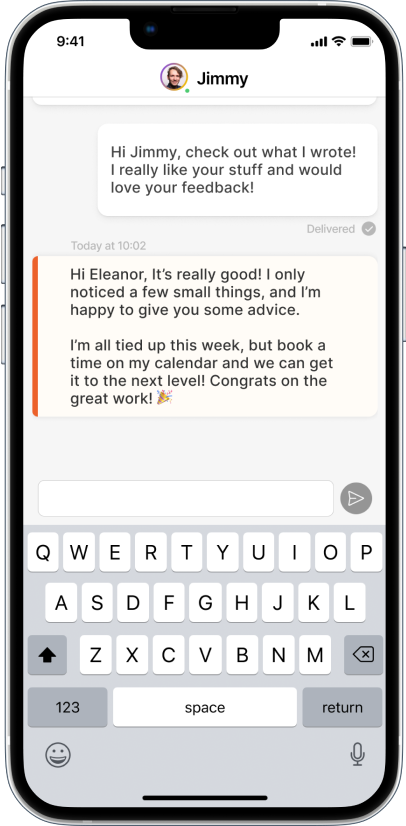 9:41
Jimmy
Hi Jimmy, check out what I wrote!
I really like your stuff and would
love your feedback!
Delivered
Today at 10:02
Hi Eleanor, It's really good! I only
noticed a few small things, and I'm
happy to give you some advice.
I'm all tied up this week, but book a
time on my calendar and we can get
it to the next level! Congrats on the
great work! 🎉
Q W E R T Y U I O P
A S D F G H J K L
Z X C V B N M
123 space return